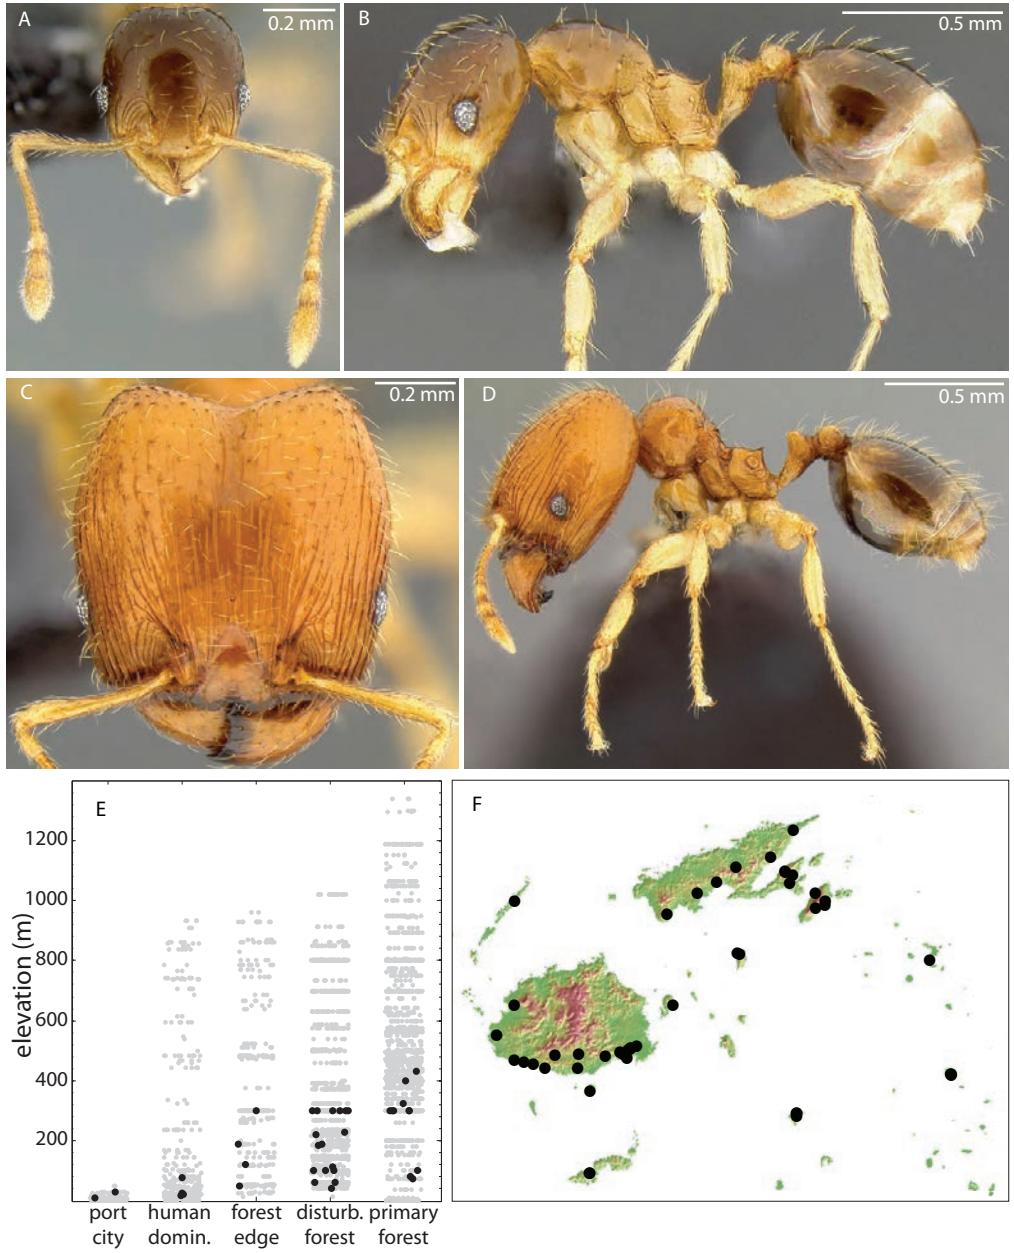 A
0.2 mm
B
0.5 mm
C
0.2 mm
D
0.5 mm
E
1200
1000
800
600
400
200
elevation (m)
port city
human domin.
forest edge
disturb. forest
primary forest
F